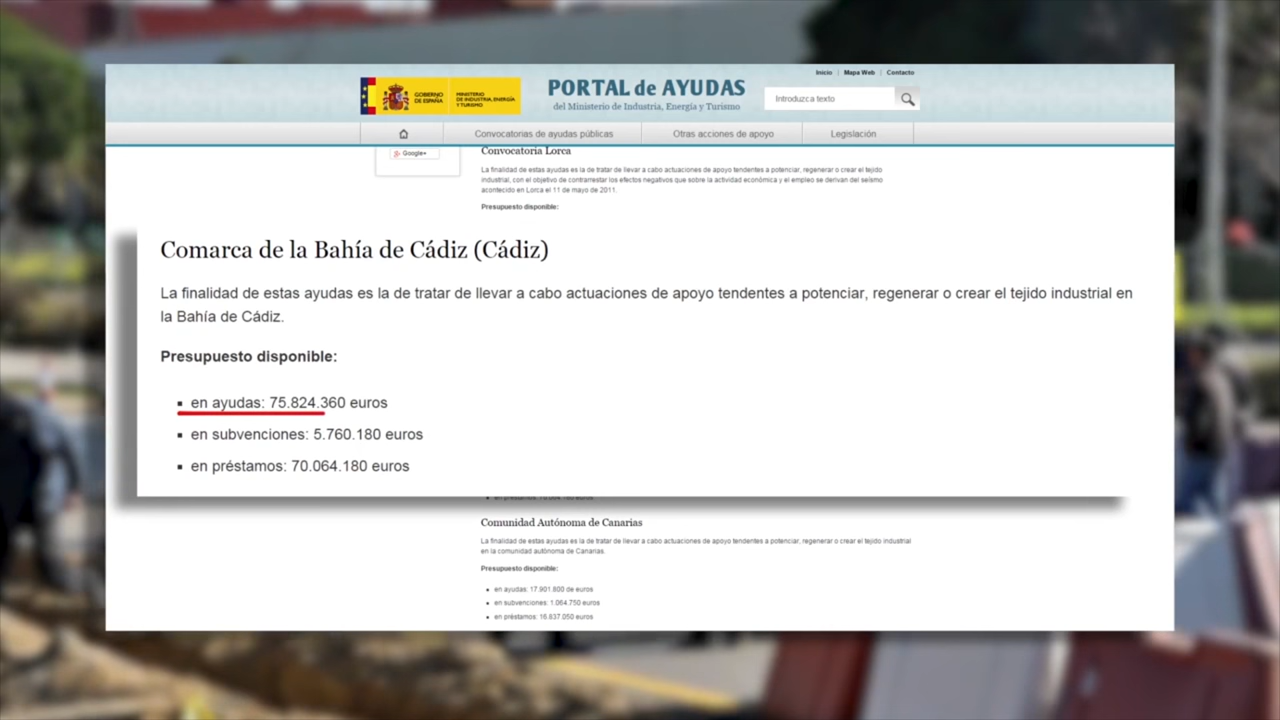 Inicio | Mapa Web | Contacto
GOBIERNO DE ESPAÑA
MINISTERIO DE INDUSTRIA, ENERGÍA Y TURISMO
PORTAL de AYUDAS
del Ministerio de Industria, Energía y Turismo
Introduzca texto
Convocatorias de ayudas públicas
Otras acciones de apoyo
Legislación
Google+
Convocatoria Lorca
La finalidad de estas ayudas es la de tratar de llevar a cabo actuaciones de apoyo tendentes a potenciar, regenerar o crear el tejido
industrial, con el objetivo de contrarrestar los efectos negativos que sobre la actividad económica y el empleo se derivan del seísmo
acontecido en Lorca el 11 de mayo de 2011.
Presupuesto disponible:
Comarca de la Bahía de Cádiz (Cádiz)
La finalidad de estas ayudas es la de tratar de llevar a cabo actuaciones de apoyo tendentes a potenciar, regenerar o crear el tejido industrial en
la Bahía de Cádiz.
Presupuesto disponible:
en ayudas: 75.824.360 euros
en subvenciones: 5.760.180 euros
en préstamos: 70.064.180 euros
Comunidad Autónoma de Canarias
La finalidad de estas ayudas es la de tratar de llevar a cabo actuaciones de apoyo tendentes a potenciar, regenerar o crear el tejido industrial
en la comunidad autónoma de Canarias.
Presupuesto disponible:
en ayudas: 17.901.800 de euros
en subvenciones: 1.064.750 euros
en préstamos: 16.837.050 euros